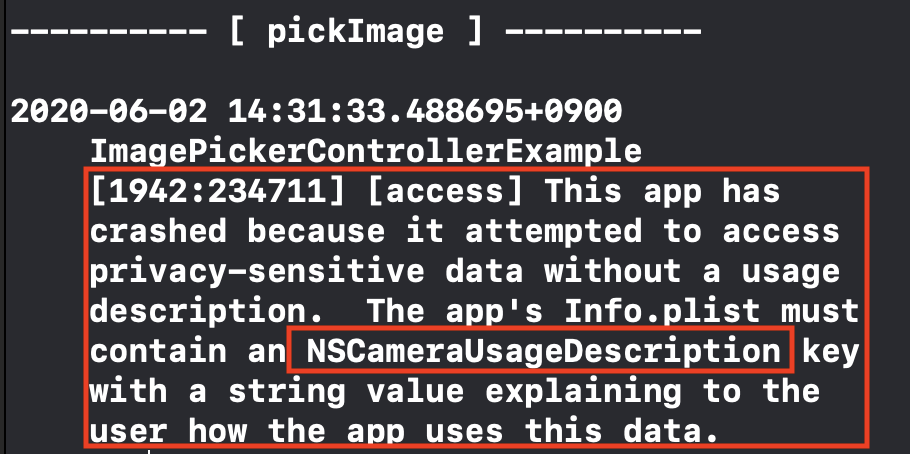 ---------- [ pickImage ] ----------
2020-06-02 14:31:33.488695+0900
ImagePickerControllerExample
[1942:234711] [access] This app has
crashed because it attempted to access
privacy-sensitive data without a usage
description.  The app's Info.plist must
contain an NSCameraUsageDescription key
with a string value explaining to the
user how the app uses this data.